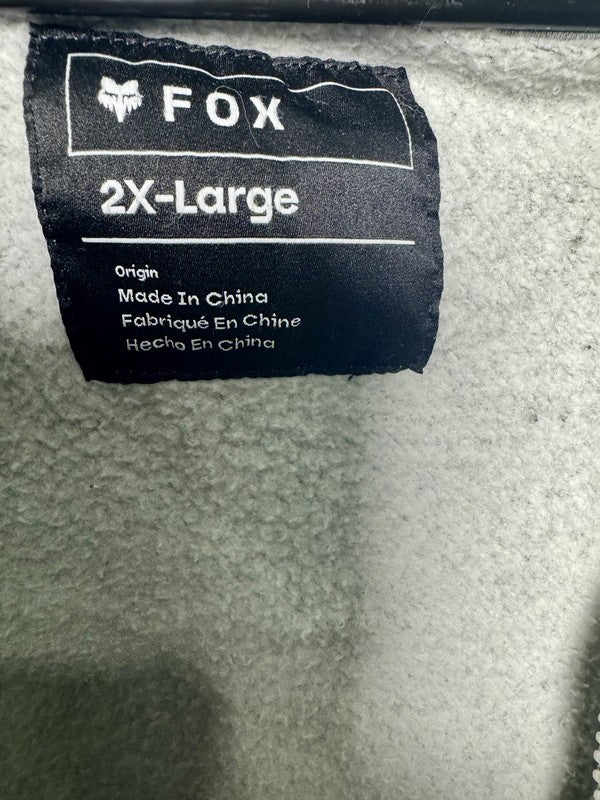 FOX
2X-Large
Origin
Made In China
Fabriqué En Chine
Hecho En China